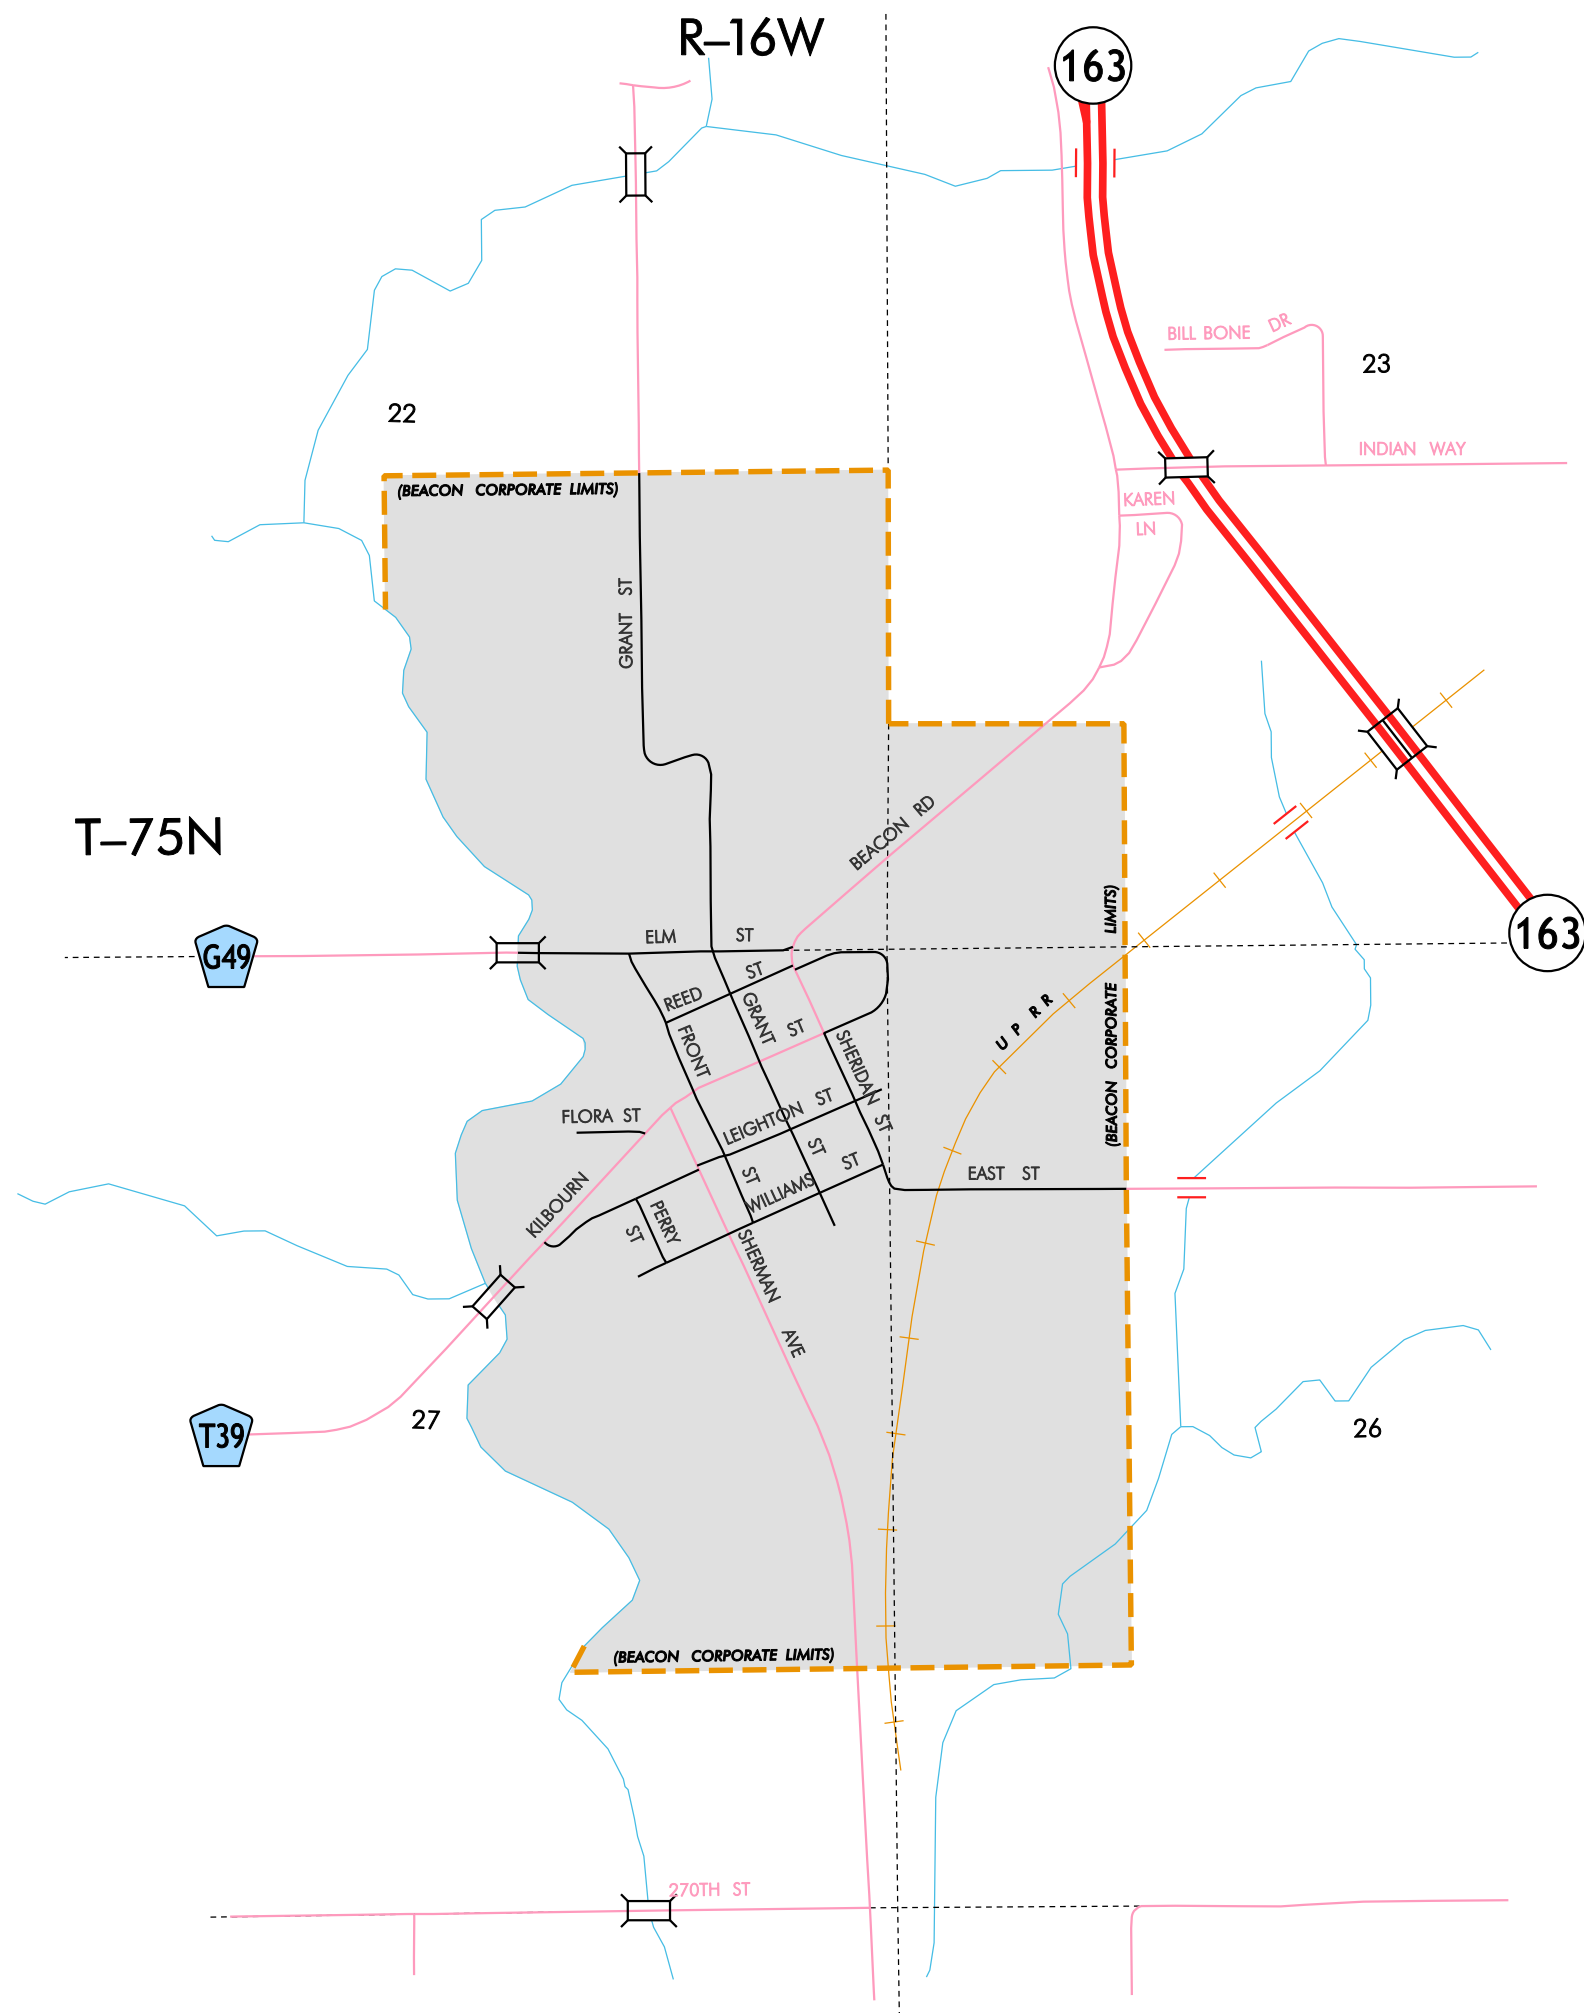 R–16W
163
BILL BONE DR
23
22
INDIAN WAY
(BEACON CORPORATE LIMITS)
KAREN
LN
GRANT ST
T–75N
BEACON RD
(BEACON CORPORATE LIMITS)
163
G49
ELM ST
REED ST
GRANT ST
FRONT ST
KILBOURN ST
SHERIDAN ST
U P R R
FLORA ST
LEIGHTON ST
EAST ST
WILLIAMS ST
PERRY ST
SHERMAN AVE
T39
27
26
(BEACON CORPORATE LIMITS)
270TH ST